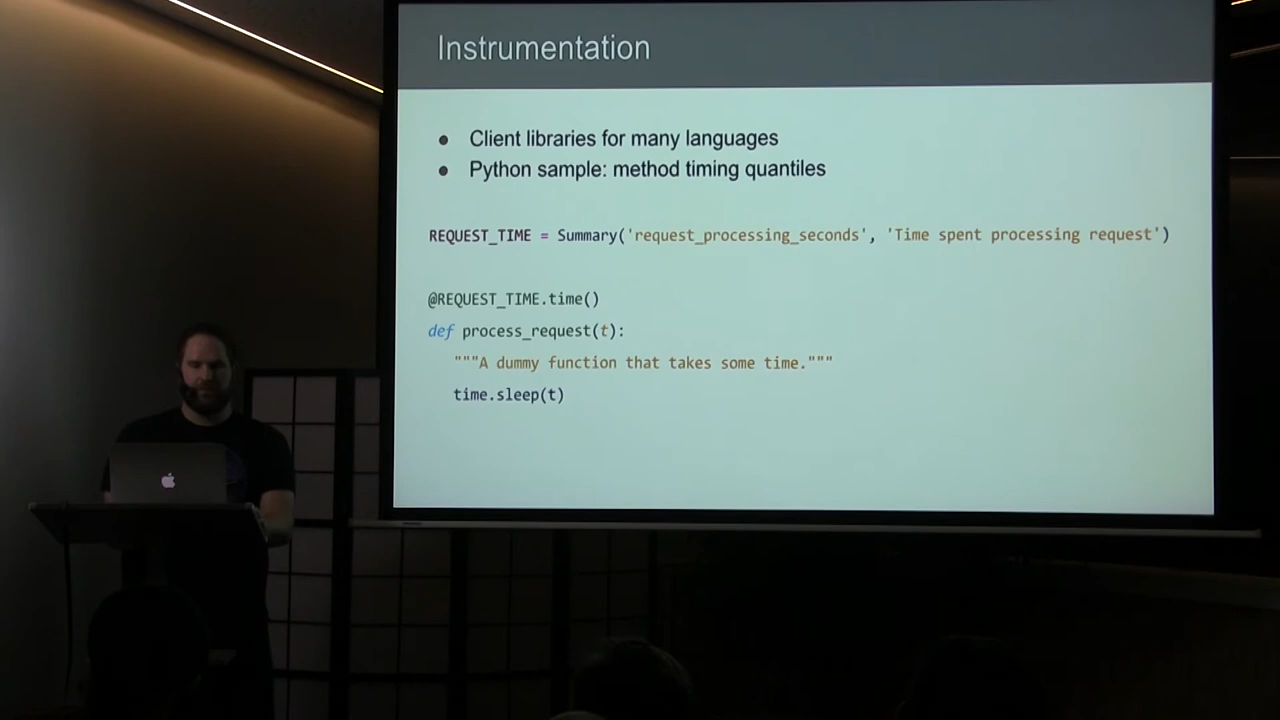 Instrumentation
● Client libraries for many languages
● Python sample: method timing quantiles
REQUEST_TIME = Summary('request_processing_seconds', 'Time spent processing request')
@REQUEST_TIME.time()
def process_request(t):
"""A dummy function that takes some time."""
time.sleep(t)